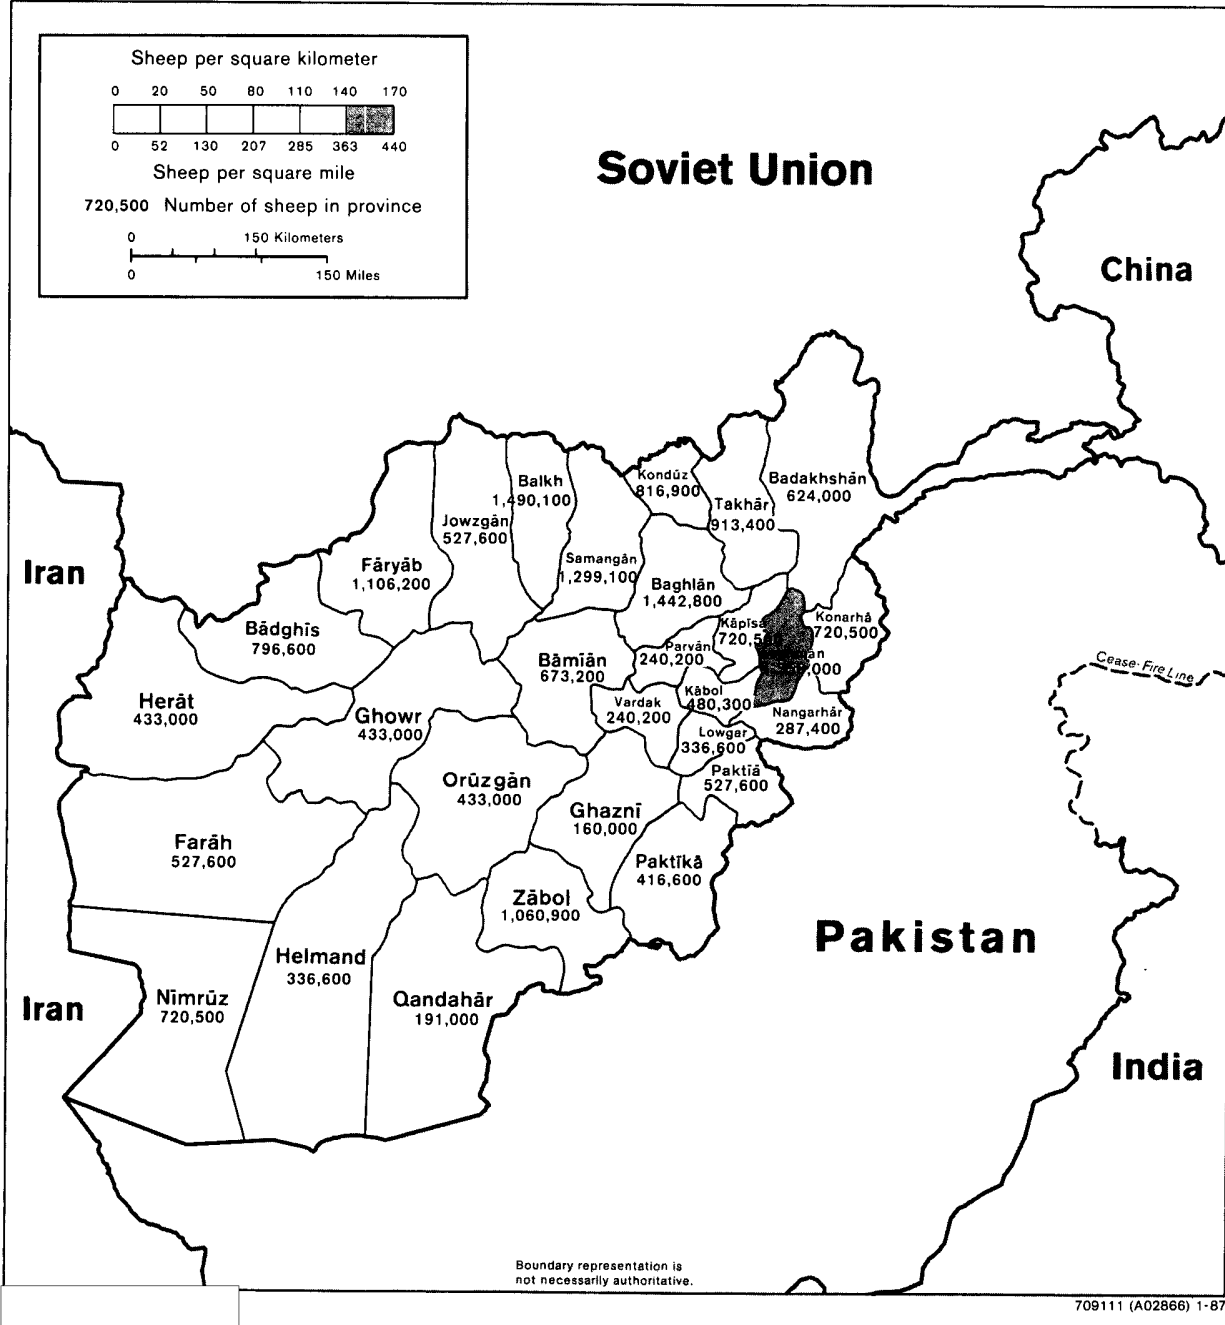 Sheep per square kilometer
0 20 50 80 110 140 170
0 52 130 207 285 363 440
Sheep per square mile
720,500 Number of sheep in province
0 150 Kilometers
0 150 Miles
Soviet Union
China
Iran
Balkh
1,490,100
Kondūz
816,900
Badakhshān
624,000
Takhār
913,400
Jowzgān
527,600
Fāryāb
1,106,200
Samangān
1,299,100
Baghlān
1,442,800
Bādghīs
796,600
Kāpīsā
Konarhā
720,500
Parvān
240,200
Bāmīān
673,200
Herāt
433,000
Ghowr
433,000
Vardak
240,200
Kābol
480,300
Nangarhār
287,400
Lowgar
336,600
Paktīā
527,600
Orūzgān
433,000
Ghaznī
160,000
Farāh
527,600
Paktīkā
416,600
Zābol
1,060,900
Helmand
336,600
Nīmrūz
720,500
Qandahār
191,000
Iran
Cease-Fire Line
Pakistan
India
Boundary representation is
not necessarily authoritative.
709111 (A02866) 1-87